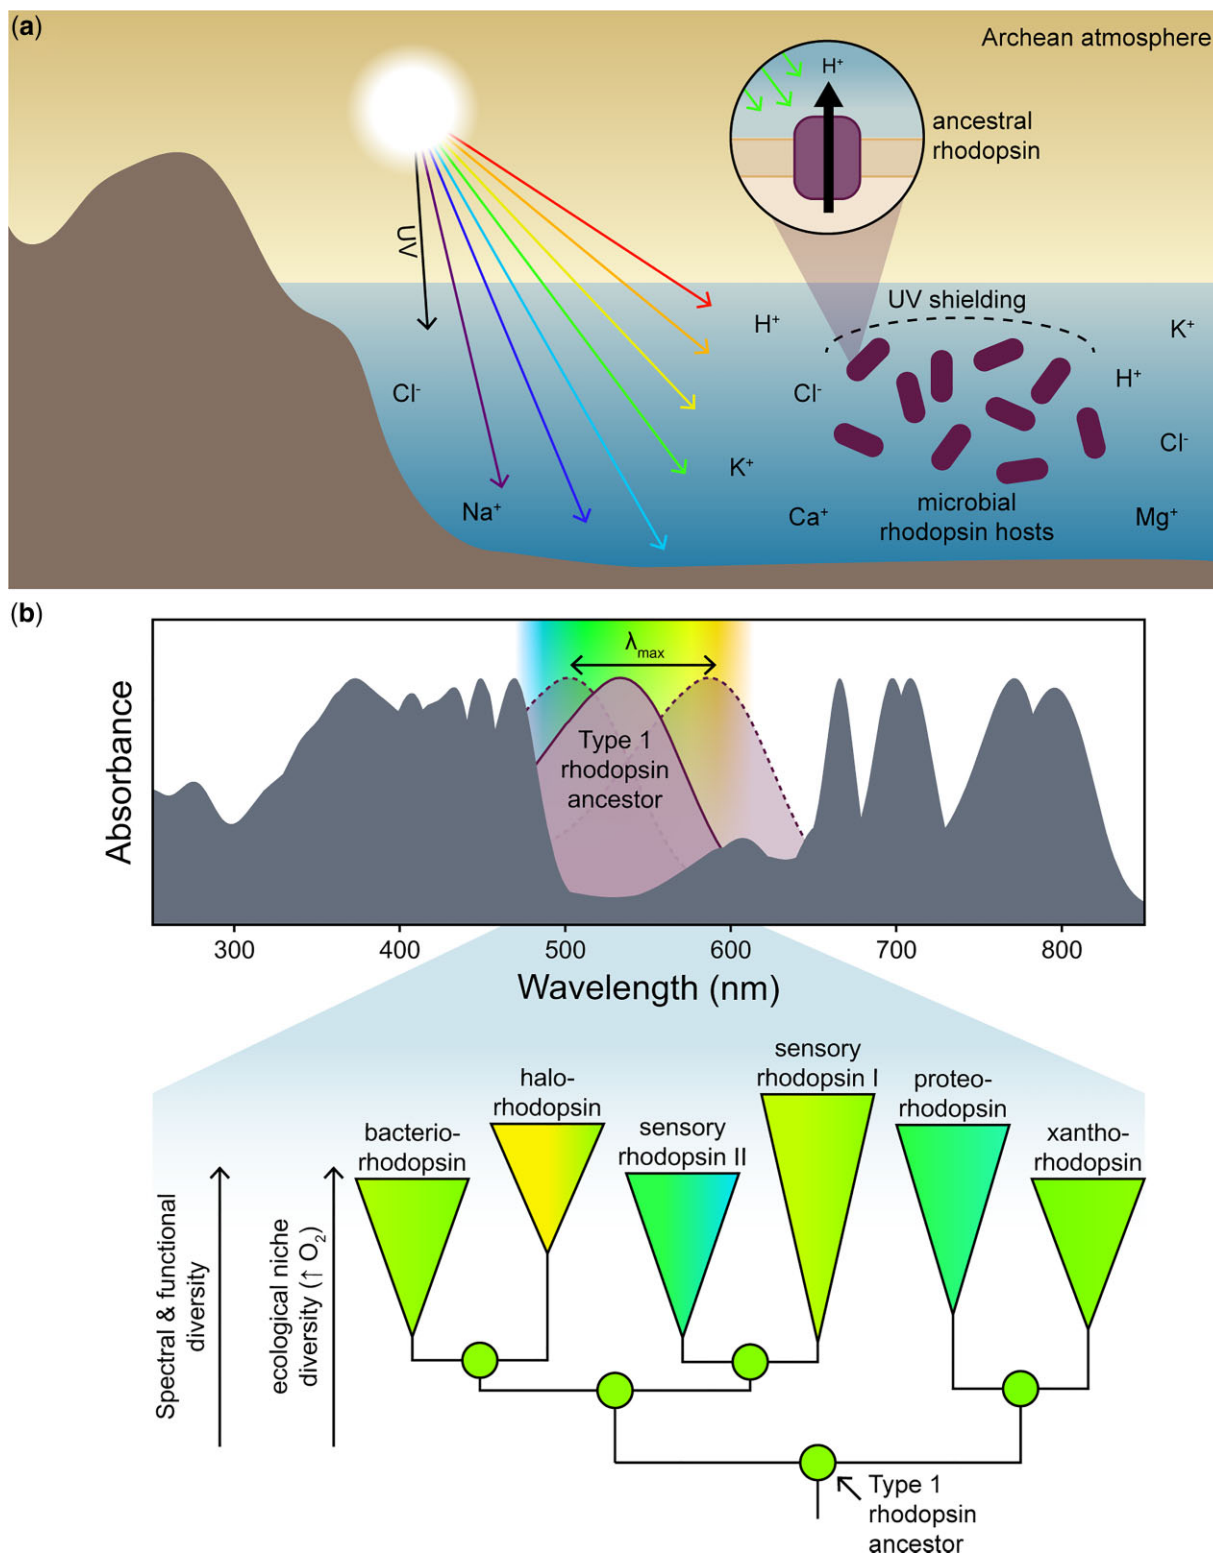 (a)
Archean atmosphere
H⁺
ancestral
rhodopsin
UV
UV shielding
H⁺
K⁺
Cl⁻
Cl⁻
H⁺
Cl⁻
K⁺
Na⁺
Ca⁺
microbial
rhodopsin hosts
Mg⁺
(b)
Absorbance
λmax
Type 1
rhodopsin
ancestor
300 400 500 600 700 800
Wavelength (nm)
Spectral & functional
diversity
ecological niche
diversity (↑ O₂)
bacterio-
rhodopsin
halo-
rhodopsin
sensory
rhodopsin II
sensory
rhodopsin I
proteo-
rhodopsin
xantho-
rhodopsin
Type 1
rhodopsin
ancestor